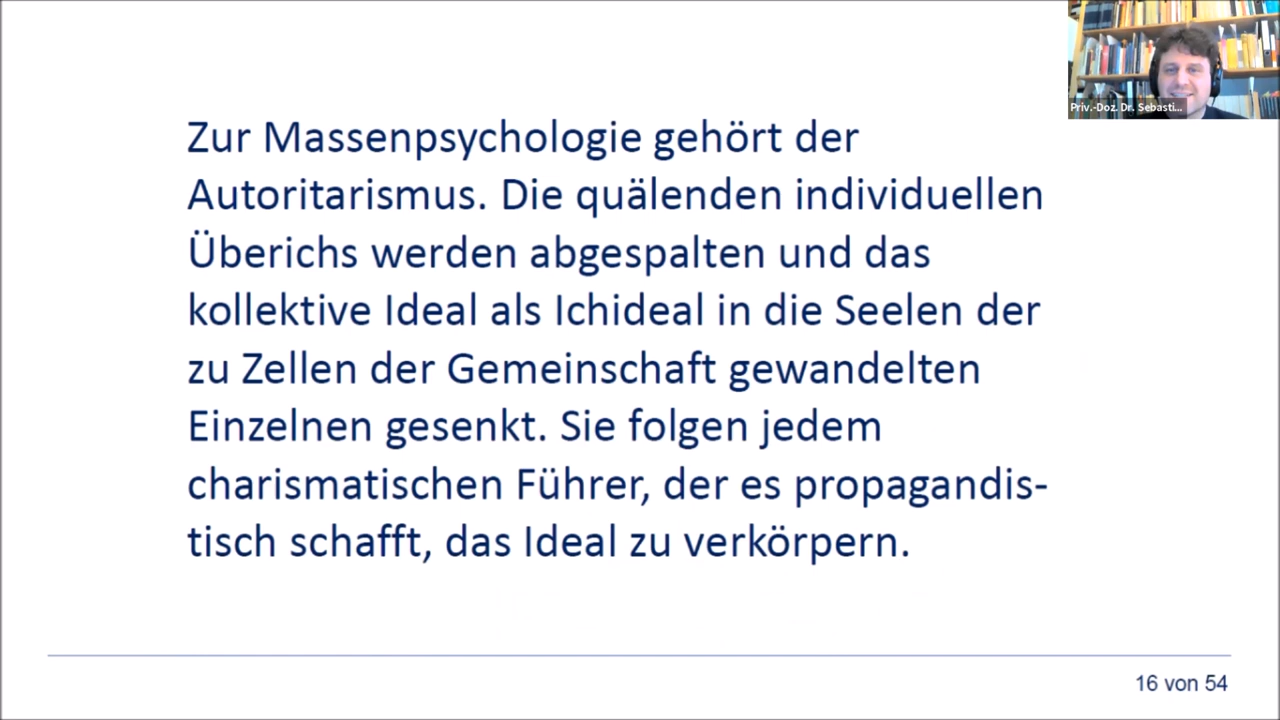 Priv.-Doz. Dr. Sebasti...
Zur Massenpsychologie gehört der
Autoritarismus. Die quälenden individuellen
Überichs werden abgespalten und das
kollektive Ideal als Ichideal in die Seelen der
zu Zellen der Gemeinschaft gewandelten
Einzelnen gesenkt. Sie folgen jedem
charismatischen Führer, der es propagandis-
tisch schafft, das Ideal zu verkörpern.
16 von 54